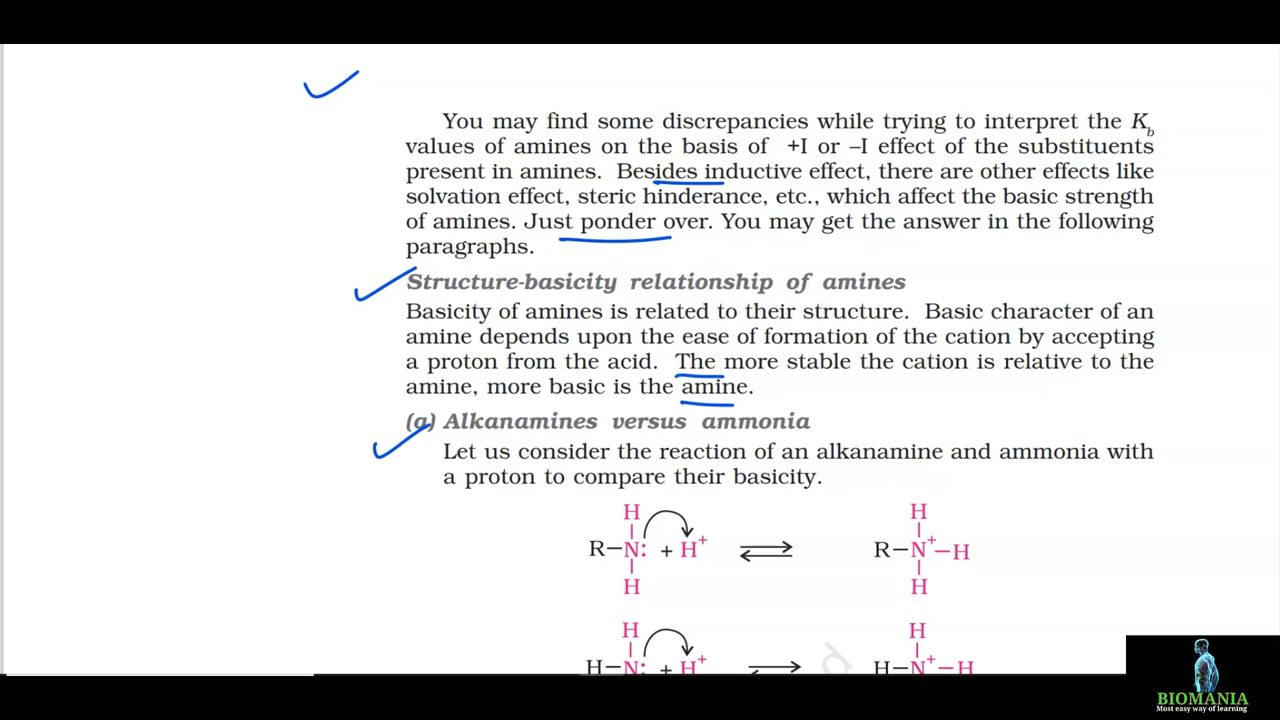 You may find some discrepancies while trying to interpret the Kb
values of amines on the basis of +I or –I effect of the substituents
present in amines. Besides inductive effect, there are other effects like
solvation effect, steric hinderance, etc., which affect the basic strength
of amines. Just ponder over. You may get the answer in the following
paragraphs.
Structure-basicity relationship of amines
Basicity of amines is related to their structure. Basic character of an
amine depends upon the ease of formation of the cation by accepting
a proton from the acid. The more stable the cation is relative to the
amine, more basic is the amine.
(a) Alkanamines versus ammonia
Let us consider the reaction of an alkanamine and ammonia with
a proton to compare their basicity.
H H
R–N: + H+ ⇌ R–N+–H
H H
H H
H–N: + H+ ⇌ H–N+–H
d
BIOMANIA
Most easy way of learning